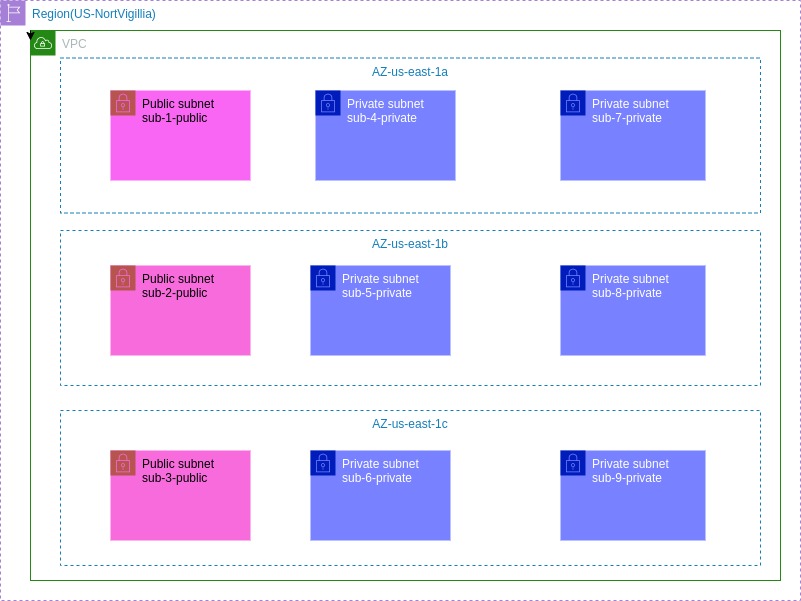 Region(US-NortVigillia)
VPC
AZ-us-east-1a
Public subnet
sub-1-public
Private subnet
sub-4-private
Private subnet
sub-7-private
AZ-us-east-1b
Public subnet
sub-2-public
Private subnet
sub-5-private
Private subnet
sub-8-private
AZ-us-east-1c
Public subnet
sub-3-public
Private subnet
sub-6-private
Private subnet
sub-9-private